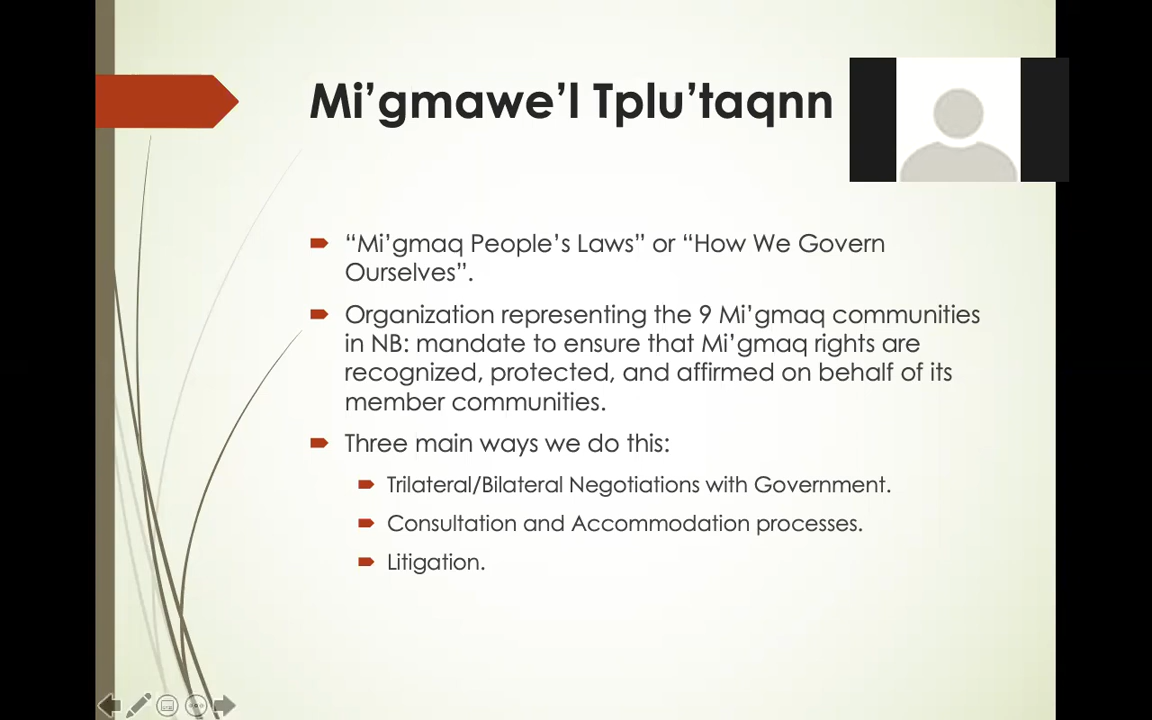 Mi’gmawe’l Tplu’taqnn
“Mi’gmaq People’s Laws” or “How We Govern
Ourselves”.
Organization representing the 9 Mi’gmaq communities
in NB: mandate to ensure that Mi’gmaq rights are
recognized, protected, and affirmed on behalf of its
member communities.
Three main ways we do this:
Trilateral/Bilateral Negotiations with Government.
Consultation and Accommodation processes.
Litigation.